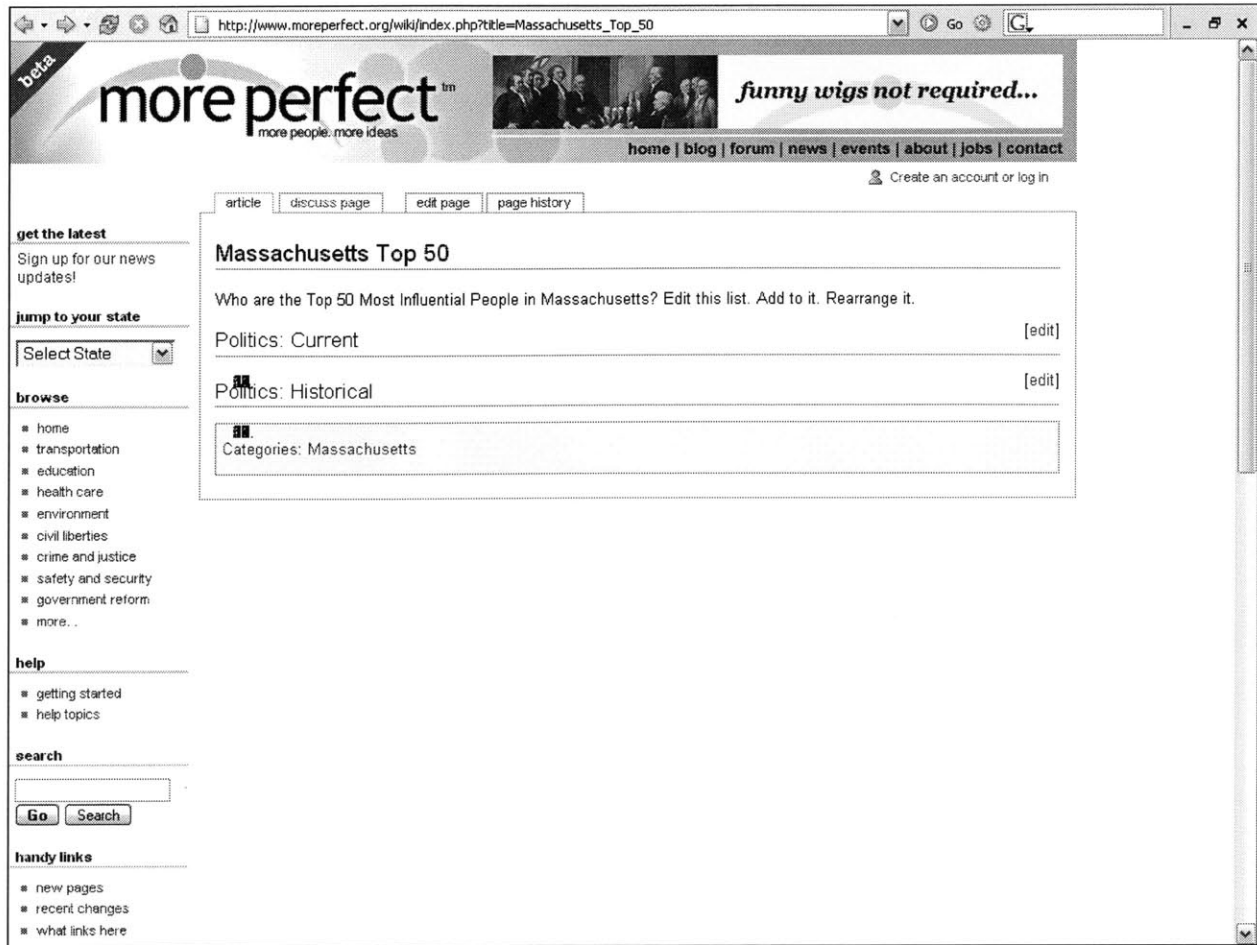 http://www.moreperfect.org/wiki/index.php?title=Massachusetts_Top_50
Go
G
beta
more perfect tm
more people. more ideas
funny wigs not required...
home | blog | forum | news | events | about | jobs | contact
Create an account or log in
article
discuss page
edit page
page history
get the latest
Sign up for our news
updates!
jump to your state
Select State
browse
home
transportation
education
health care
environment
civil liberties
crime and justice
safety and security
government reform
more. .
help
getting started
help topics
search
Go
Search
handy links
new pages
recent changes
what links here
Massachusetts Top 50
Who are the Top 50 Most Influential People in Massachusetts? Edit this list. Add to it. Rearrange it.
Politics: Current
[edit]
Politics: Historical
[edit]
Categories: Massachusetts